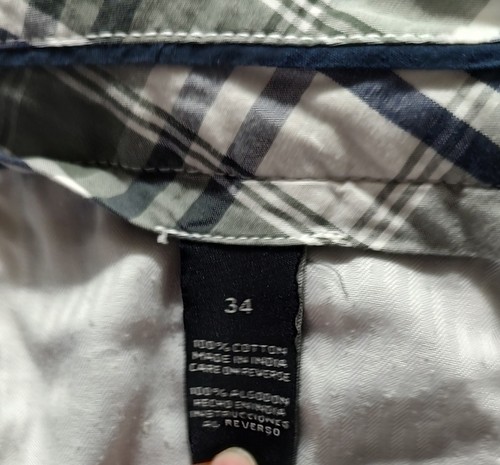 34
100% COTTON
MADE IN INDIA
CARE ON REVERSE
100% ALGODON
HECHO EN INDIA
INSTRUCCIONES
AL REVERSO